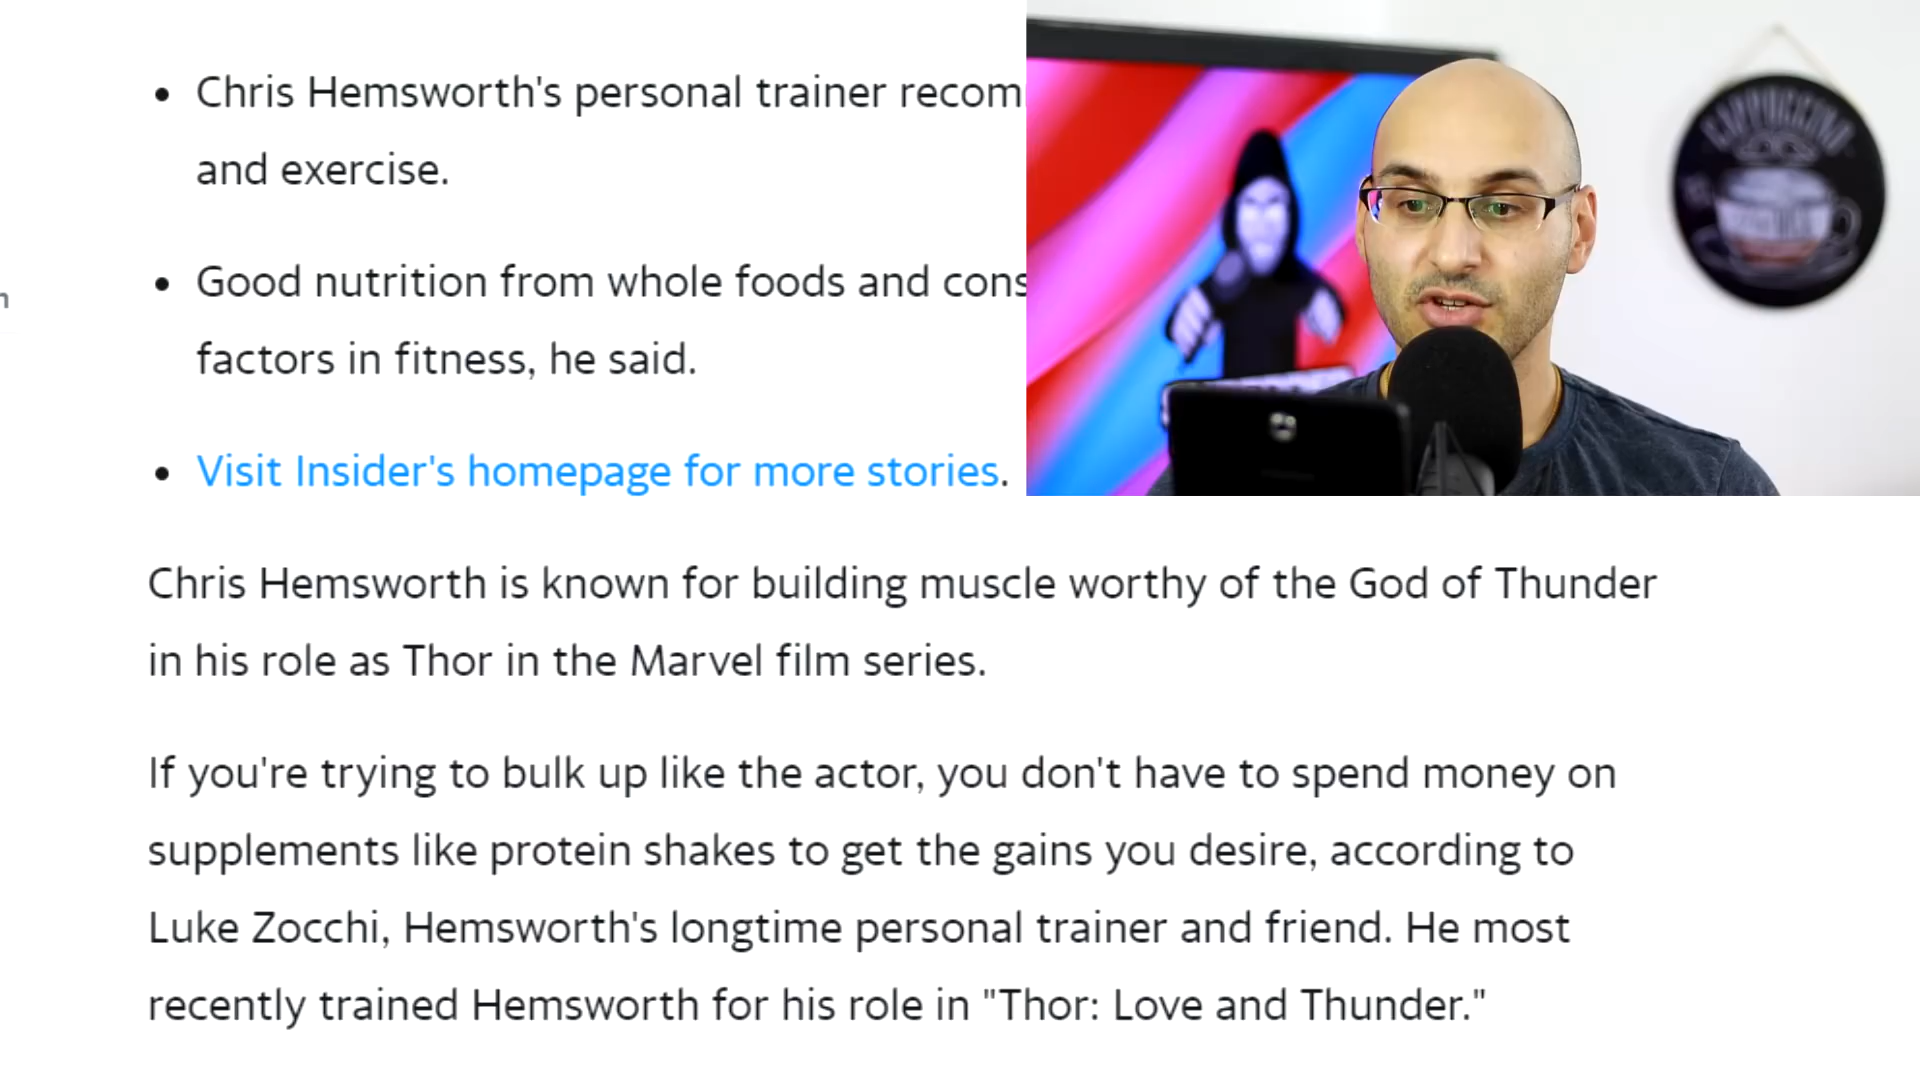 Chris Hemsworth's personal trainer recom
and exercise.
Good nutrition from whole foods and cons
factors in fitness, he said.
Visit Insider's homepage for more stories.
Chris Hemsworth is known for building muscle worthy of the God of Thunder
in his role as Thor in the Marvel film series.
If you're trying to bulk up like the actor, you don't have to spend money on
supplements like protein shakes to get the gains you desire, according to
Luke Zocchi, Hemsworth's longtime personal trainer and friend. He most
recently trained Hemsworth for his role in "Thor: Love and Thunder."
CAPPUCCINO